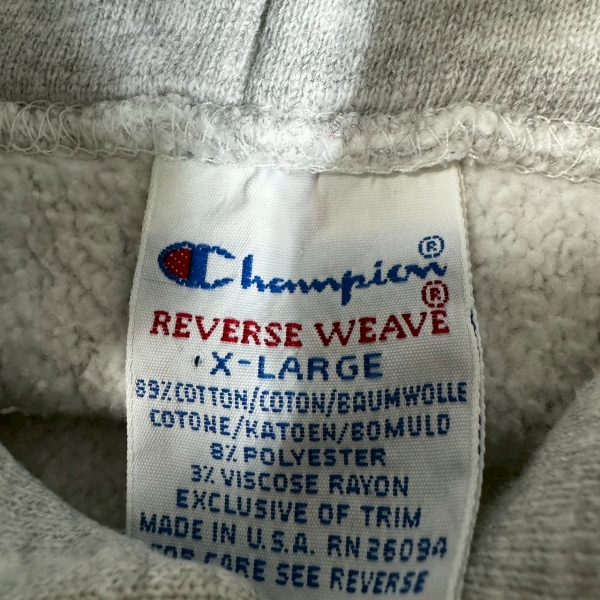 Champion®
REVERSE WEAVE®
X-LARGE
89% COTTON/COTON/BAUMWOLLE
COTONE/KATOEN/BOMULD
8% POLYESTER
3% VISCOSE RAYON
EXCLUSIVE OF TRIM
MADE IN U.S.A. RN 26094
FOR CARE SEE REVERSE